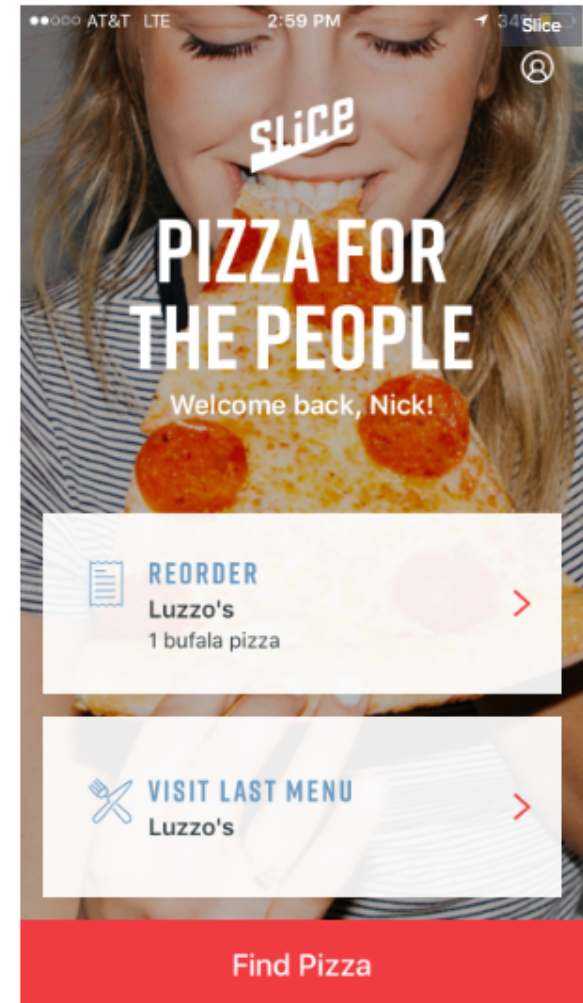 AT&T LTE 2:59 PM 34%
Slice
SLiCE
PIZZA FOR
THE PEOPLE
Welcome back, Nick!
REORDER
Luzzo's
1 bufala pizza
VISIT LAST MENU
Luzzo's
Find Pizza